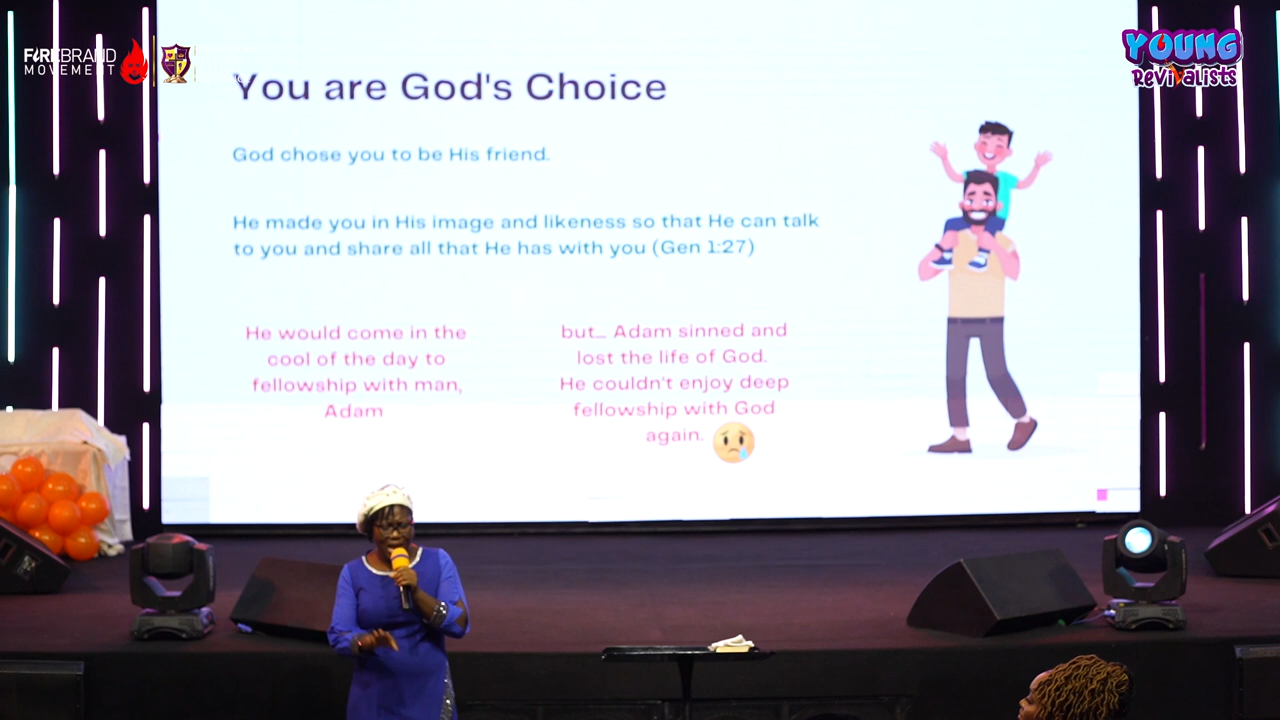 FIREBRAND
MOVEMENT
YOUNG
REVIVALISTS
You are God's Choice
God chose you to be His friend.
He made you in His image and likeness so that He can talk
to you and share all that He has with you (Gen 1:27)
He would come in the
cool of the day to
fellowship with man,
Adam
but... Adam sinned and
lost the life of God.
He couldn't enjoy deep
fellowship with God
again.